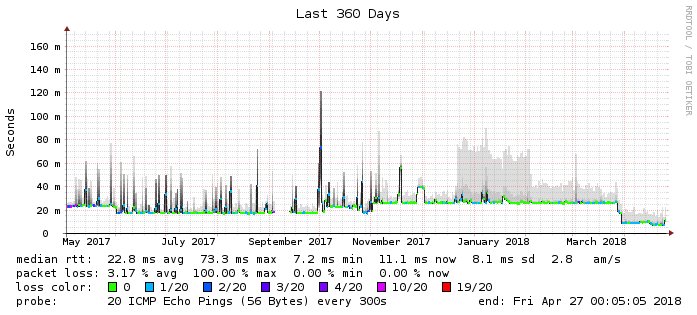 Last 360 Days
RRDTOOL / TOBI OETIKER
Seconds
160 m
140 m
120 m
100 m
80 m
60 m
40 m
20 m
0
May 2017 July 2017 September 2017 November 2017 January 2018 March 2018
median rtt: 22.8 ms avg 73.3 ms max 7.2 ms min 11.1 ms now 8.1 ms sd 2.8 am/s
packet loss: 3.17 % avg 100.00 % max 0.00 % min 0.00 % now
loss color: 0 1/20 2/20 3/20 4/20 10/20 19/20
probe: 20 ICMP Echo Pings (56 Bytes) every 300s end: Fri Apr 27 00:05:05 2018